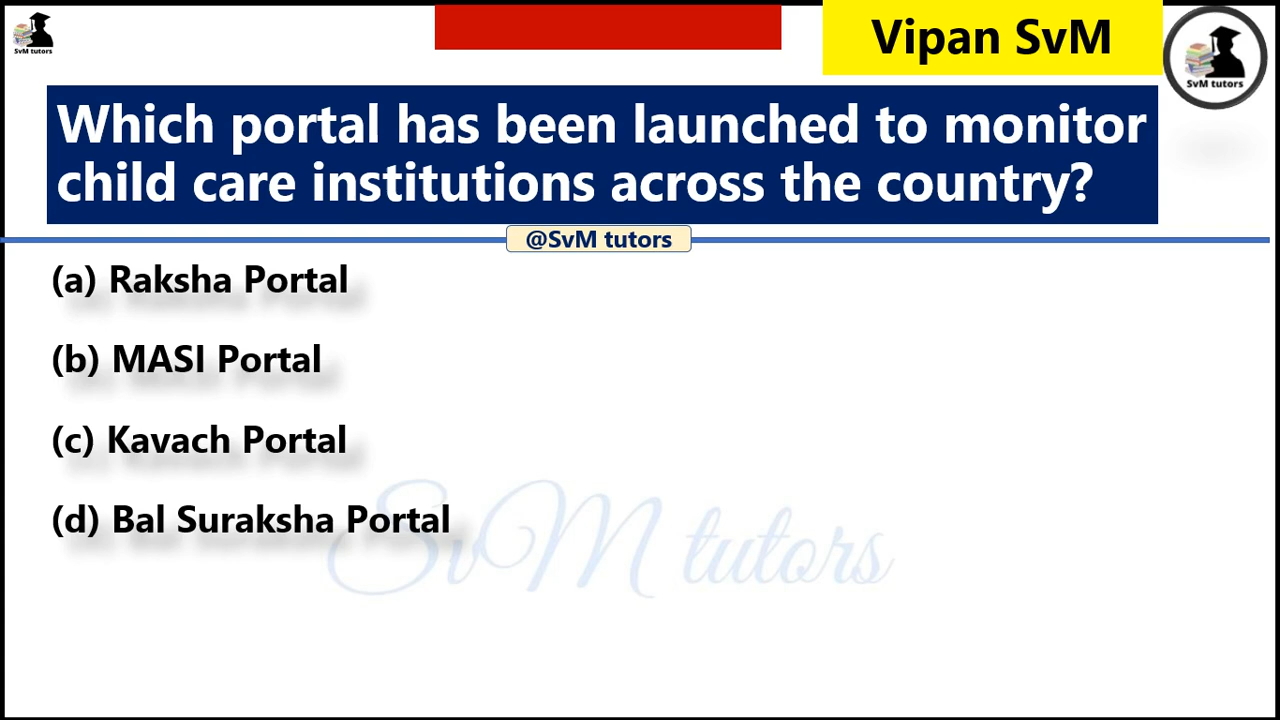 SvM tutors
Vipan SvM
SvM tutors
Which portal has been launched to monitor
child care institutions across the country?
@SvM tutors
(a) Raksha Portal
(b) MASI Portal
(c) Kavach Portal
(d) Bal Suraksha Portal
SvM tutors